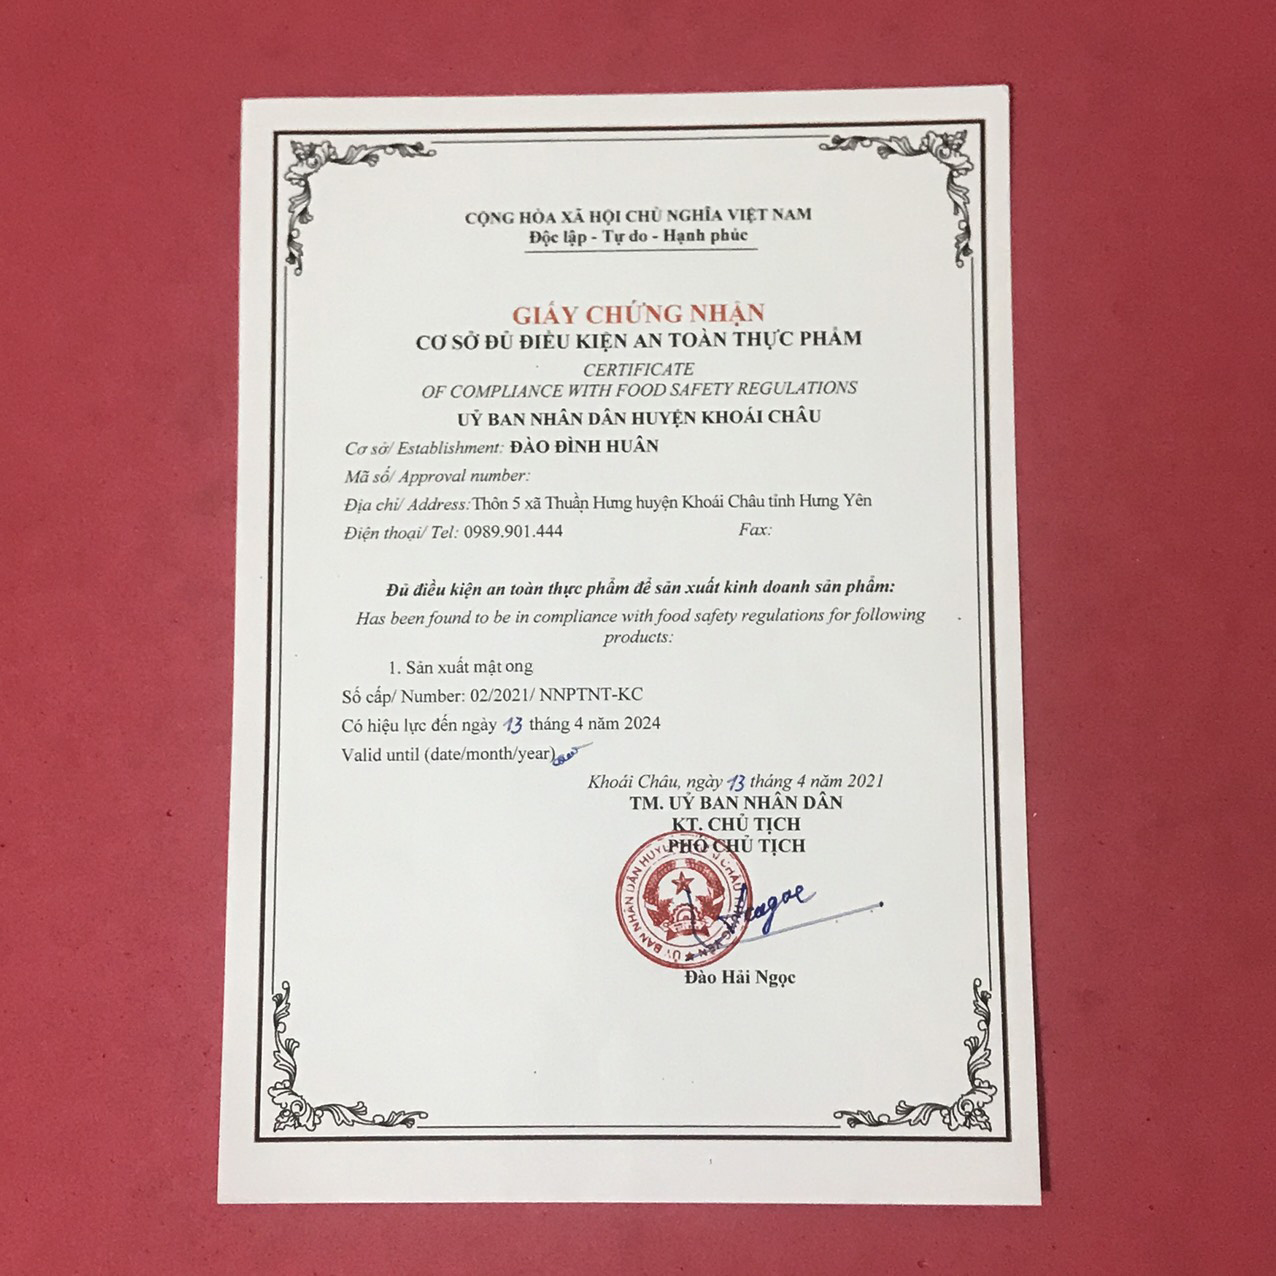 CỘNG HÒA XÃ HỘI CHỦ NGHĨA VIỆT NAM
Độc lập - Tự do - Hạnh phúc
GIẤY CHỨNG NHẬN
CƠ SỞ ĐỦ ĐIỀU KIỆN AN TOÀN THỰC PHẨM
CERTIFICATE
OF COMPLIANCE WITH FOOD SAFETY REGULATIONS
UỶ BAN NHÂN DÂN HUYỆN KHOÁI CHÂU
Cơ sở/ Establishment: ĐÀO ĐÌNH HUÂN
Mã số/ Approval number:
Địa chỉ/ Address: Thôn 5 xã Thuần Hưng huyện Khoái Châu tỉnh Hưng Yên
Điện thoại/ Tel: 0989.901.444 Fax:
Đủ điều kiện an toàn thực phẩm để sản xuất kinh doanh sản phẩm:
Has been found to be in compliance with food safety regulations for following
products:
1. Sản xuất mật ong
Số cấp/ Number: 02/2021/ NNPTNT-KC
Có hiệu lực đến ngày 13 tháng 4 năm 2024
Valid until (date/month/year)
Khoái Châu, ngày 13 tháng 4 năm 2021
TM. UỶ BAN NHÂN DÂN
KT. CHỦ TỊCH
PHÓ CHỦ TỊCH
Đào Hải Ngọc